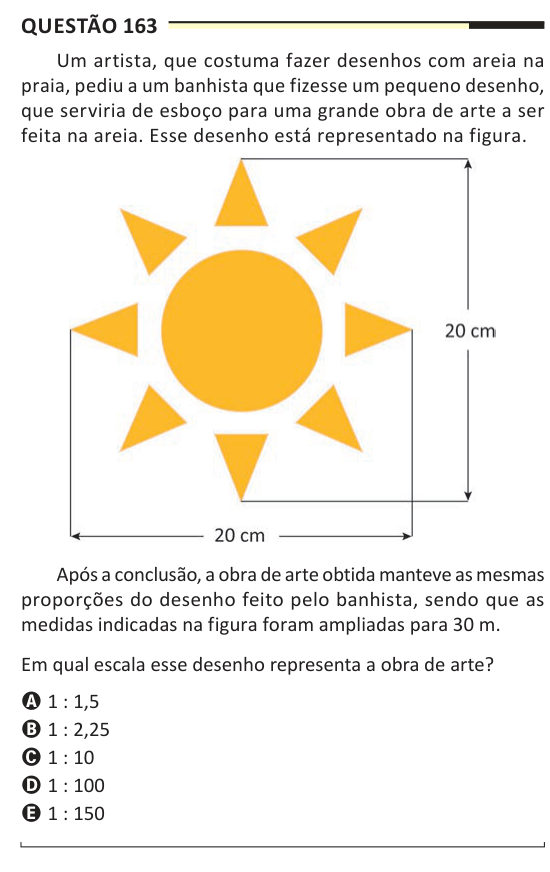 QUESTÃO 163
Um artista, que costuma fazer desenhos com areia na
praia, pediu a um banhista que fizesse um pequeno desenho,
que serviria de esboço para uma grande obra de arte a ser
feita na areia. Esse desenho está representado na figura.
20 cm
20 cm
Após a conclusão, a obra de arte obtida manteve as mesmas
proporções do desenho feito pelo banhista, sendo que as
medidas indicadas na figura foram ampliadas para 30 m.
Em qual escala esse desenho representa a obra de arte?
A 1 : 1,5
B 1 : 2,25
C 1 : 10
D 1 : 100
E 1 : 150